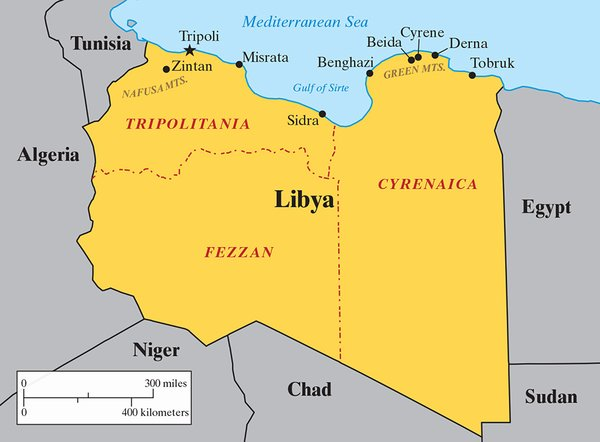 Mediterranean Sea
Tunisia
Tripoli
Cyrene
Beida
Derna
Misrata
Benghazi
Zintan
GREEN MTS.
Tobruk
NAFUSA MTS.
Gulf of Sirte
Sidra
TRIPOLITANIA
Algeria
CYRENAICA
Libya
Egypt
FEZZAN
Niger
Chad
Sudan
0
300 miles
0
400 kilometers